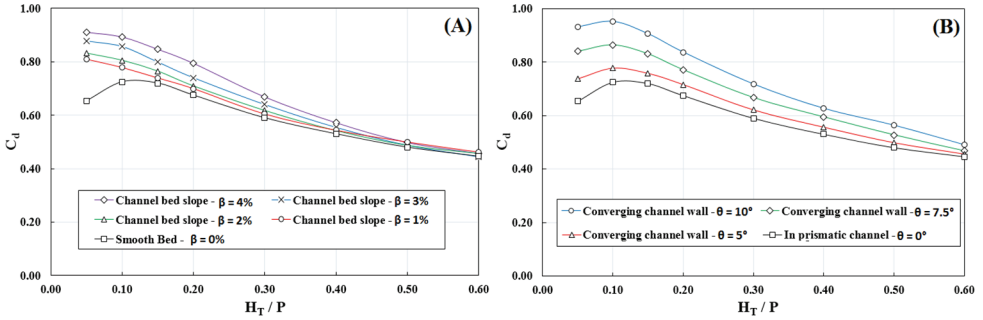 (A)
C_d
1.00
0.80
0.60
0.40
0.20
0.00
Channel bed slope - β = 4%
Channel bed slope - β = 3%
Channel bed slope - β = 2%
Channel bed slope - β = 1%
Smooth Bed - β = 0%
0.00 0.10 0.20 0.30 0.40 0.50 0.60
H_T / P
(B)
C_d
1.00
0.80
0.60
0.40
0.20
0.00
Converging channel wall - θ = 10°
Converging channel wall - θ = 7.5°
Converging channel wall - θ = 5°
In prismatic channel - θ = 0°
0.00 0.10 0.20 0.30 0.40 0.50 0.60
H_T / P